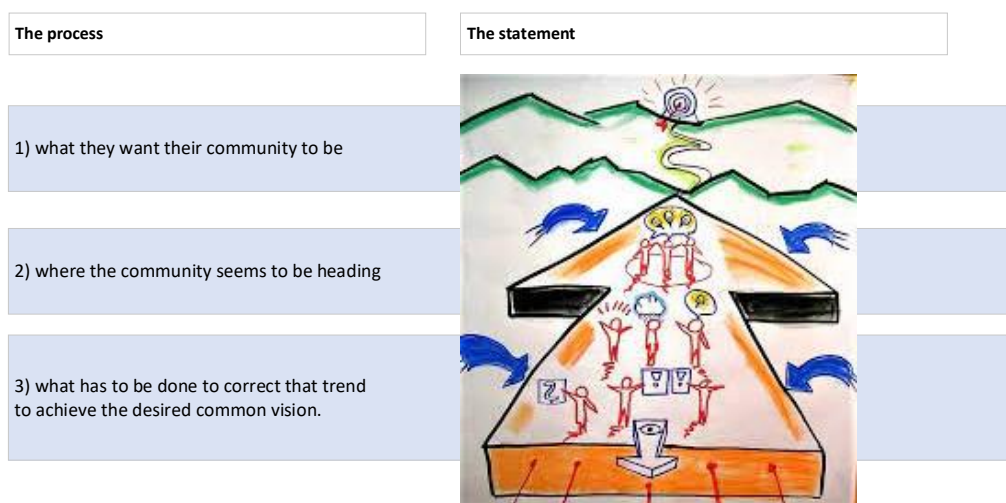 The process
The statement
1) what they want their community to be
2) where the community seems to be heading
3) what has to be done to correct that trend
to achieve the desired common vision.